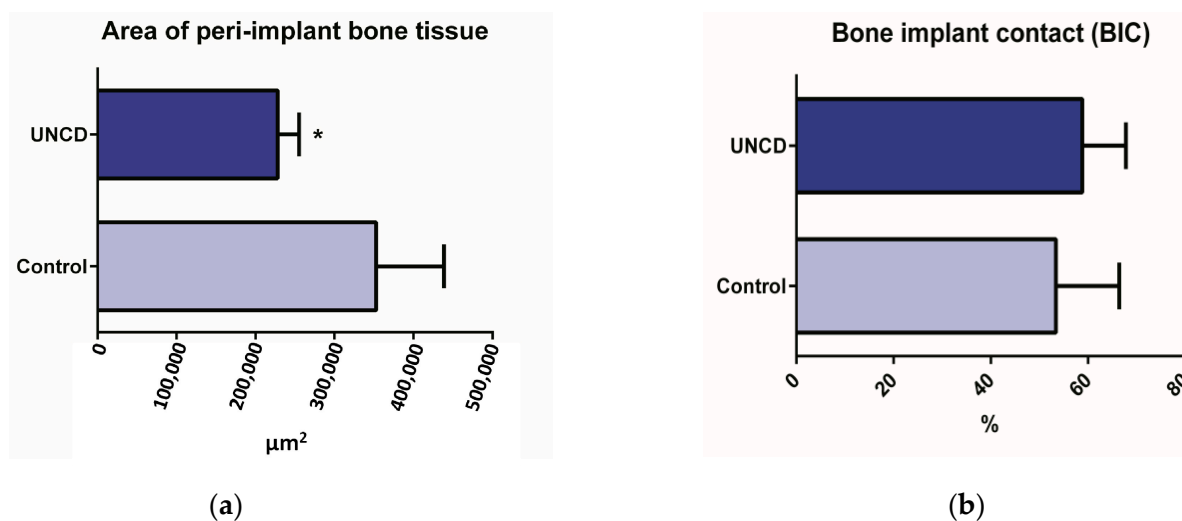 Area of peri-implant bone tissue
UNCD
*
Control
0
100,000
200,000
300,000
400,000
500,000
µm²
(a)
Bone implant contact (BIC)
UNCD
Control
0
20
40
60
80
%
(b)